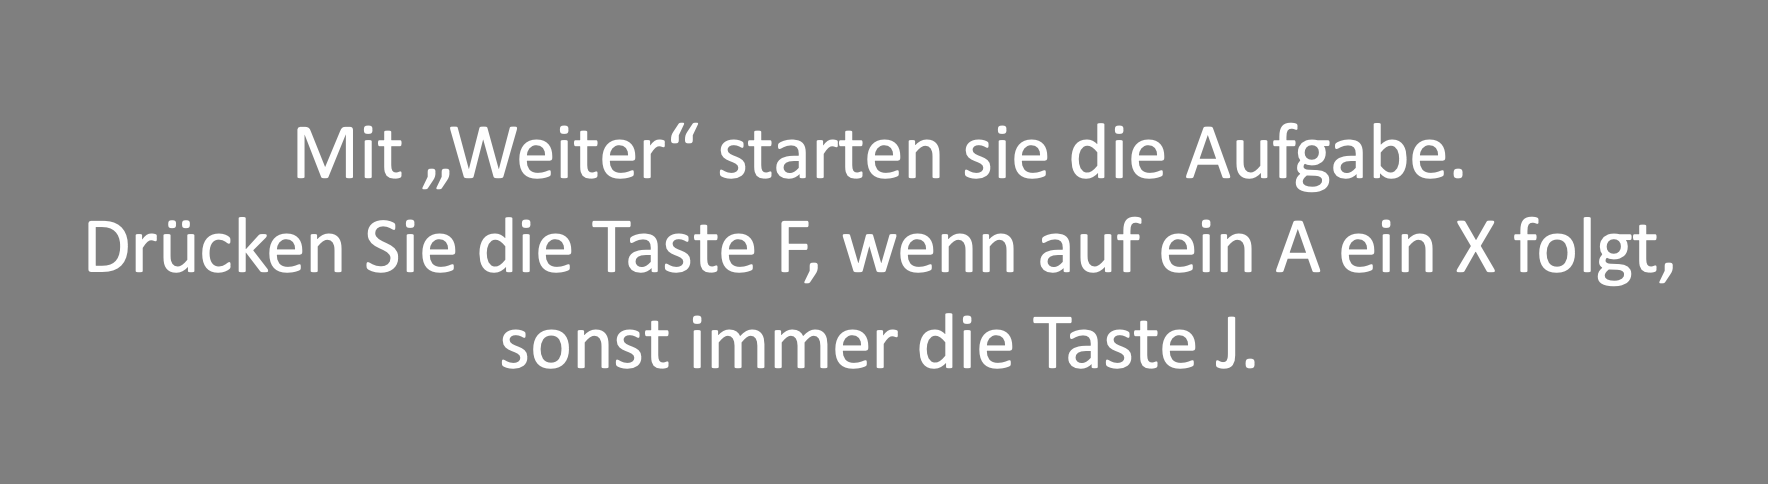 Mit „Weiter“ starten sie die Aufgabe.
Drücken Sie die Taste F, wenn auf ein A ein X folgt,
sonst immer die Taste J.